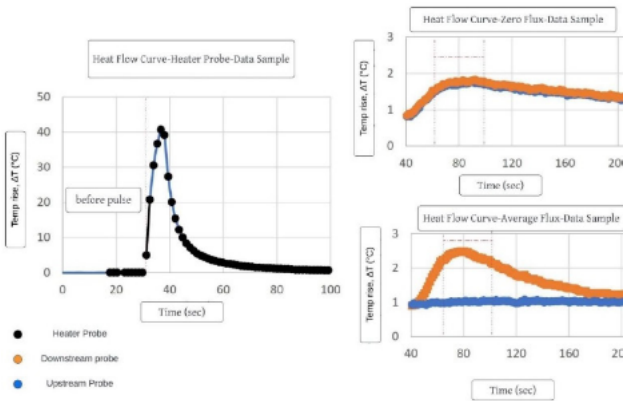 Heat Flow Curve-Heater Probe-Data Sample
Temp rise, ΔT (°C)
50
40
30
20
10
0
before pulse
0 20 40 60 80 100
Time (sec)
Heater Probe
Downstream probe
Upstream Probe
Heat Flow Curve-Zero Flux-Data Sample
Temp rise, ΔT (°C)
3
2
1
0
40 80 120 160 200
Time (sec)
Heat Flow Curve-Average Flux-Data Sample
Temp rise, ΔT (°C)
3
2
1
0
40 80 120 160 200
Time (sec)